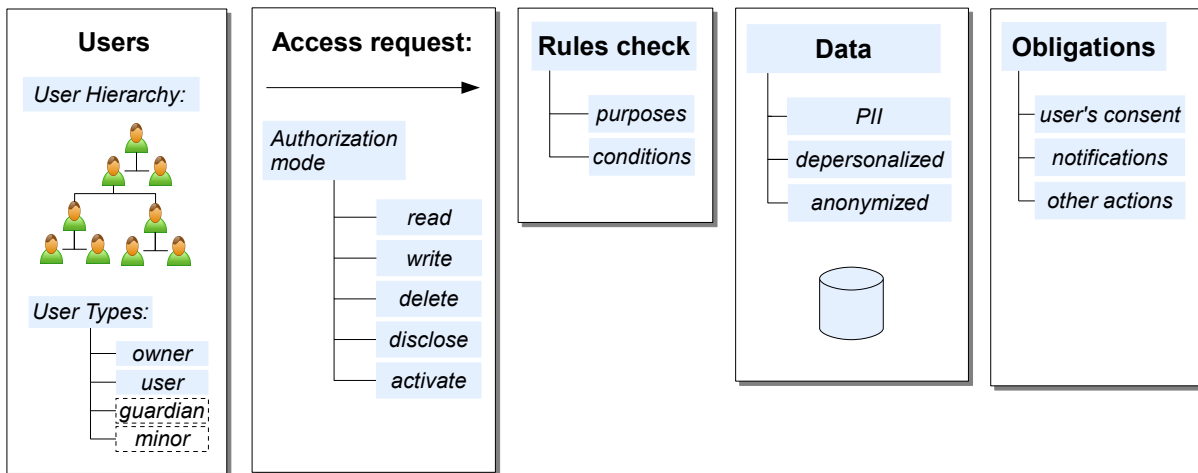 Users
User Hierarchy:
User Types:
owner
user
guardian
minor
Access request:
Authorization
mode
read
write
delete
disclose
activate
Rules check
purposes
conditions
Data
PII
depersonalized
anonymized
Obligations
user's consent
notifications
other actions